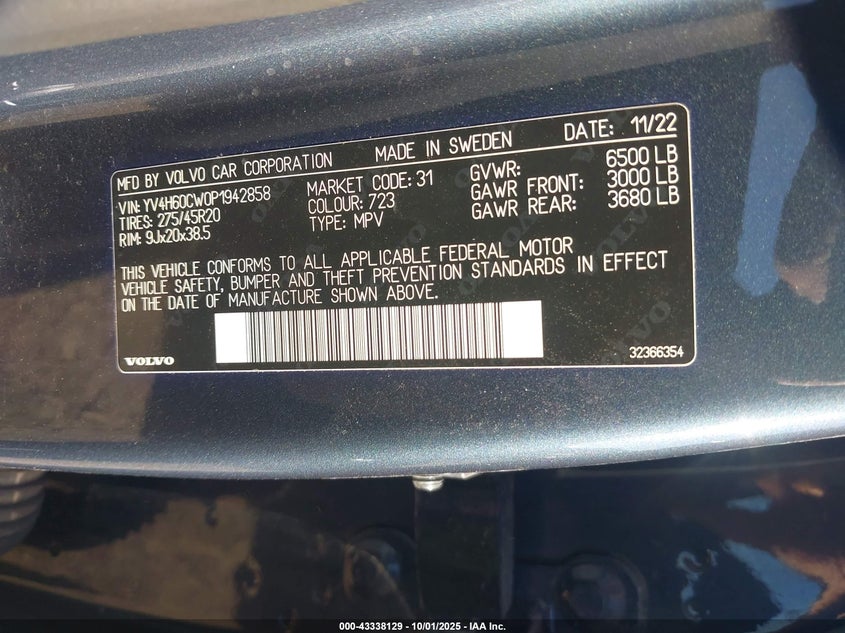 MFD BY VOLVO CAR CORPORATION MADE IN SWEDEN DATE: 11/22
VIN: YV4H60CW0P1942858 MARKET CODE: 31 GVWR: 6500 LB
TIRES: 275/45R20 COLOUR: 723 GAWR FRONT: 3000 LB
RIM: 9Jx20x38.5 TYPE: MPV GAWR REAR: 3680 LB
THIS VEHICLE CONFORMS TO ALL APPLICABLE FEDERAL MOTOR
VEHICLE SAFETY, BUMPER AND THEFT PREVENTION STANDARDS IN EFFECT
ON THE DATE OF MANUFACTURE SHOWN ABOVE.
VOLVO 32366354
000-43338129 - 10/01/2025 - IAA Inc.